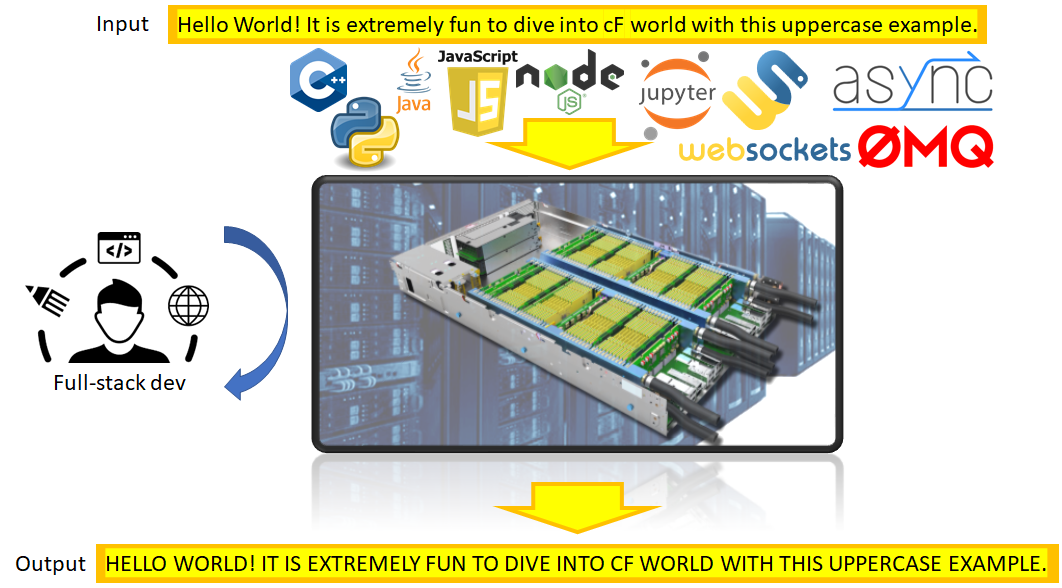 Input
Hello World! It is extremely fun to dive into cF world with this uppercase example.
C++
Java
JavaScript
JS
node
JS
jupyter
websockets
async
ØMQ
</>
Full-stack dev
Output
HELLO WORLD! IT IS EXTREMELY FUN TO DIVE INTO CF WORLD WITH THIS UPPERCASE EXAMPLE.